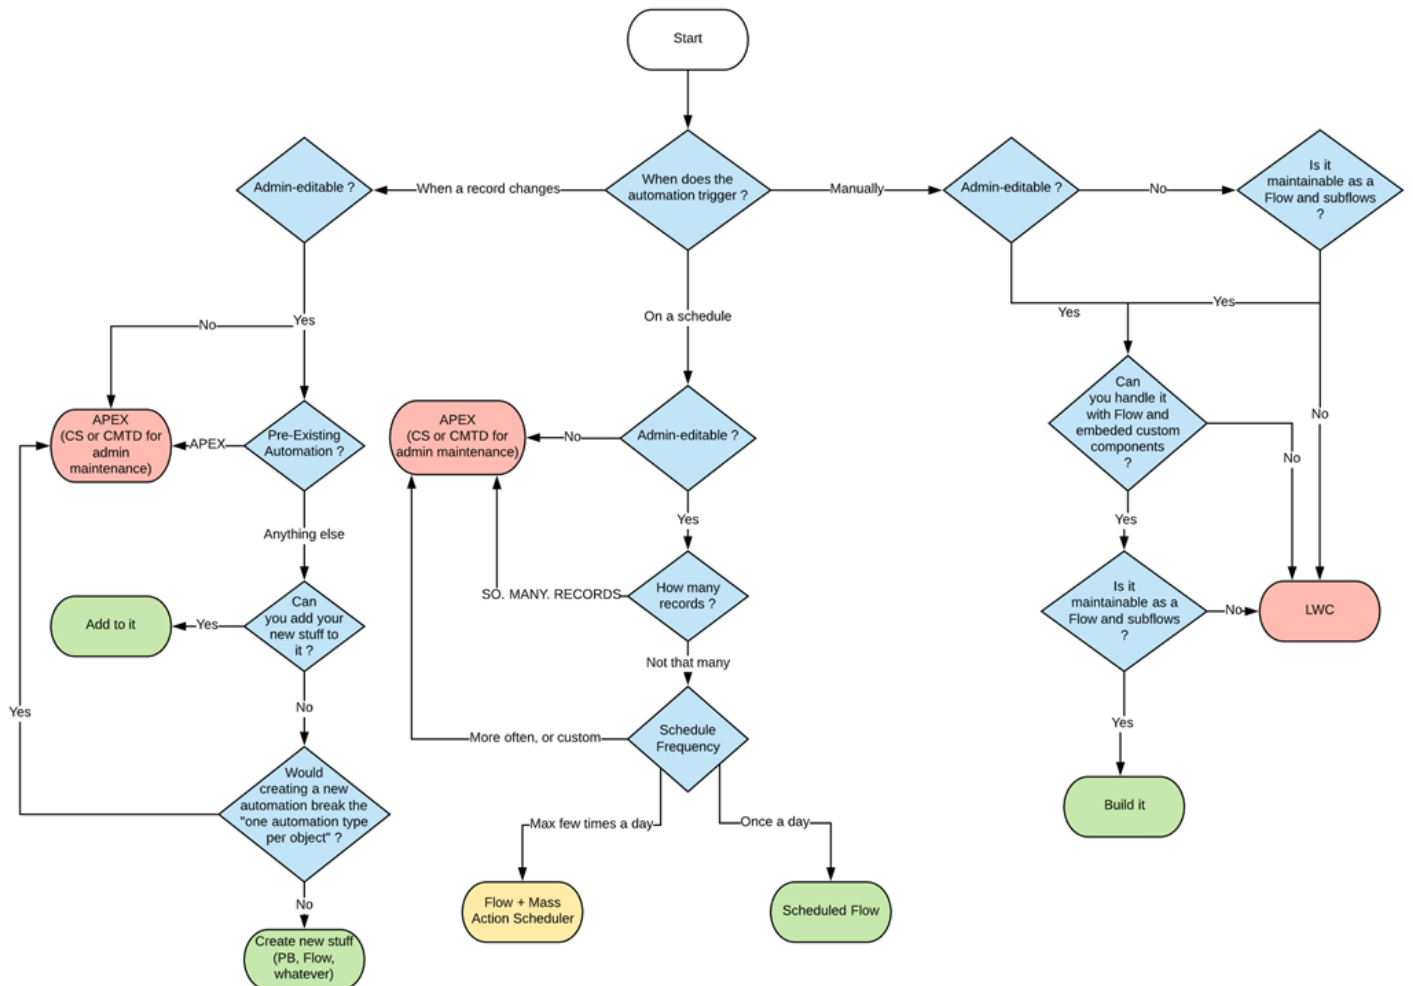 Start
When does the
automation trigger ?
When a record changes
Manually
On a schedule
Admin-editable ?
No
Yes
APEX
(CS or CMTD for
admin
maintenance)
APEX
Pre-Existing
Automation ?
Anything else
Can
you add your
new stuff to
it ?
Yes
Add to it
No
Would
creating a new
automation break the
"one automation type
per object" ?
Yes
No
Create new stuff
(PB, Flow,
whatever)
Admin-editable ?
No
APEX
(CS or CMTD for
admin maintenance)
Yes
How many
records ?
SO. MANY. RECORDS
Not that many
Schedule
Frequency
More often, or custom
Max few times a day
Once a day
Flow + Mass
Action Scheduler
Scheduled Flow
Admin-editable ?
No
Is it
maintainable as a
Flow and subflows
?
Yes
Yes
No
Can
you handle it
with Flow and
embeded custom
components
?
No
Yes
Is it
maintainable as a
Flow and subflows
?
No
LWC
Yes
Build it